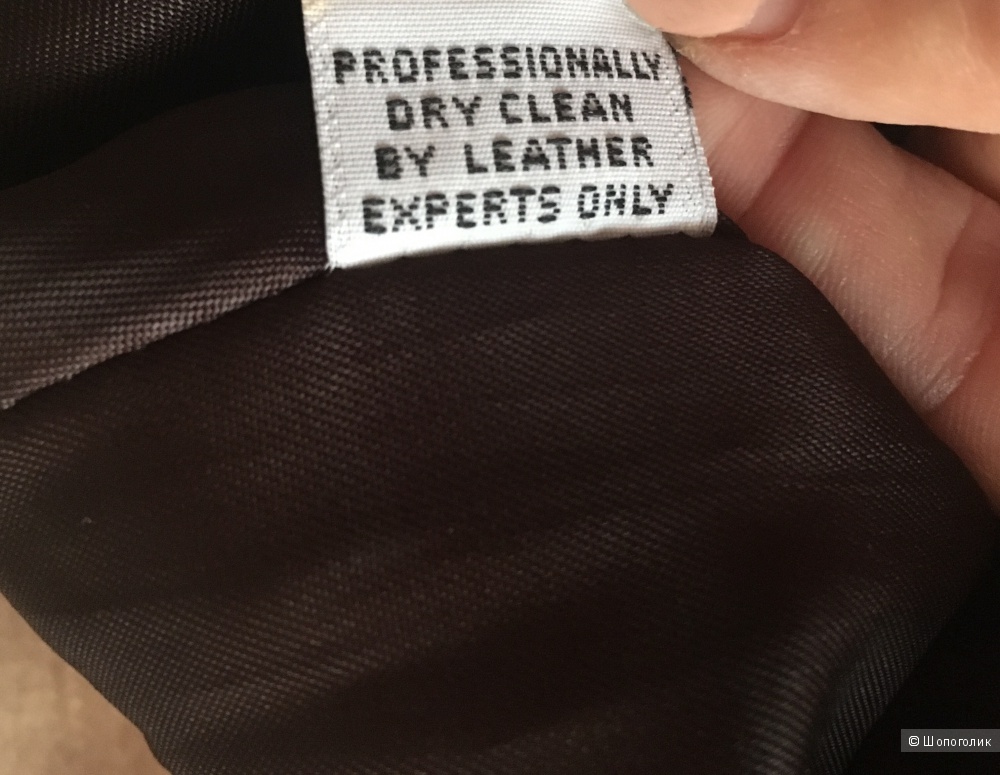 PROFESSIONALLY
DRY CLEAN
BY LEATHER
EXPERTS ONLY
© Шопоголик